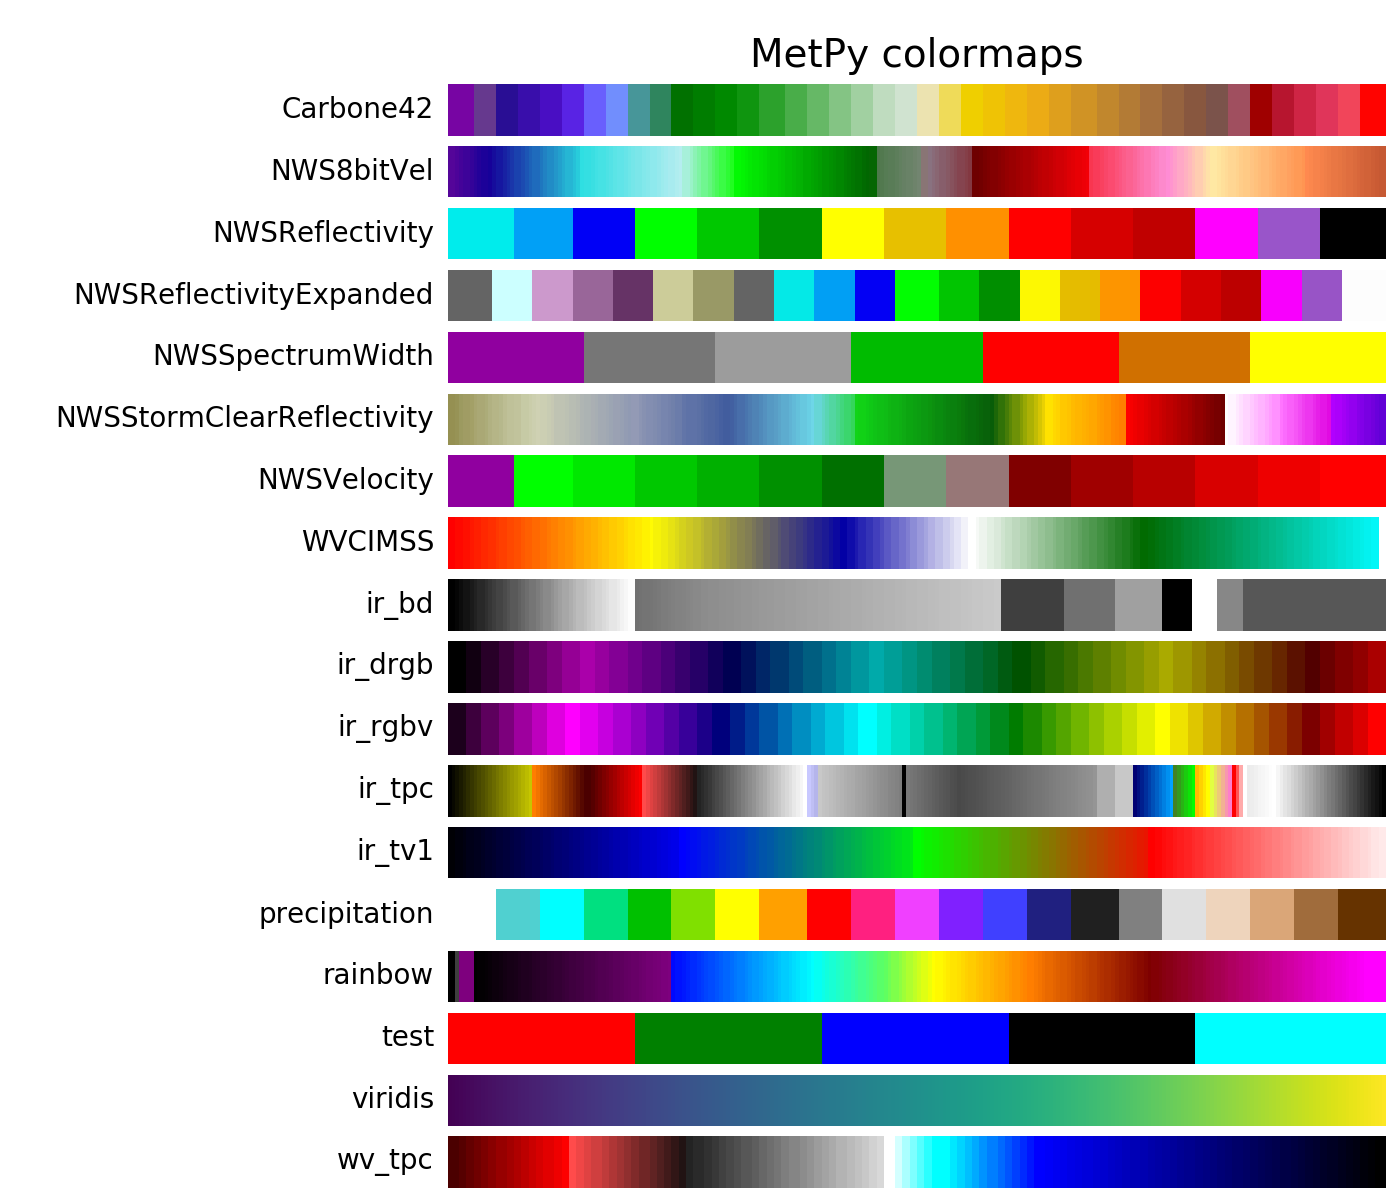 MetPy colormaps
Carbone42
NWS8bitVel
NWSReflectivity
NWSReflectivityExpanded
NWSSpectrumWidth
NWSStormClearReflectivity
NWSVelocity
WVCIMSS
ir_bd
ir_drgb
ir_rgbv
ir_tpc
ir_tv1
precipitation
rainbow
test
viridis
wv_tpc